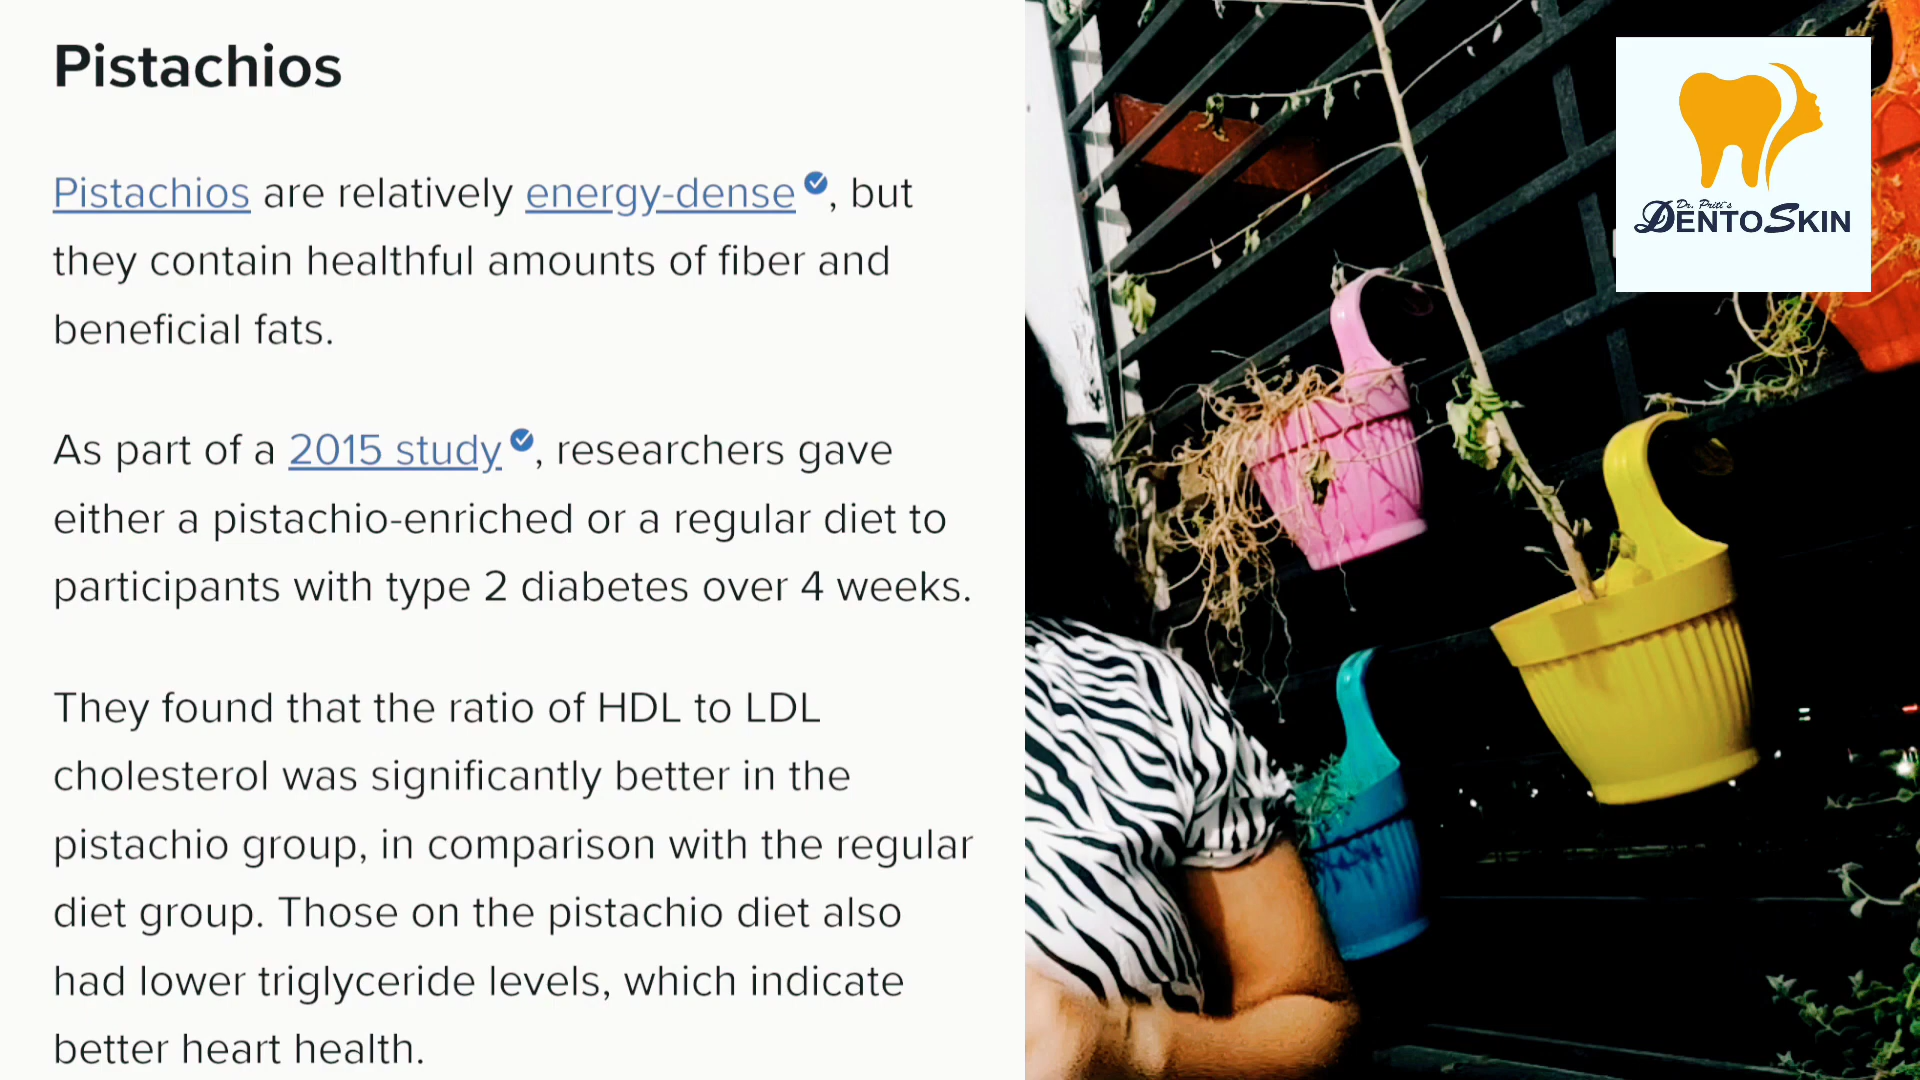 Pistachios
Pistachios are relatively energy-dense, but
they contain healthful amounts of fiber and
beneficial fats.
As part of a 2015 study, researchers gave
either a pistachio-enriched or a regular diet to
participants with type 2 diabetes over 4 weeks.
They found that the ratio of HDL to LDL
cholesterol was significantly better in the
pistachio group, in comparison with the regular
diet group. Those on the pistachio diet also
had lower triglyceride levels, which indicate
better heart health.
Dr. Priti's
DENTOSKIN